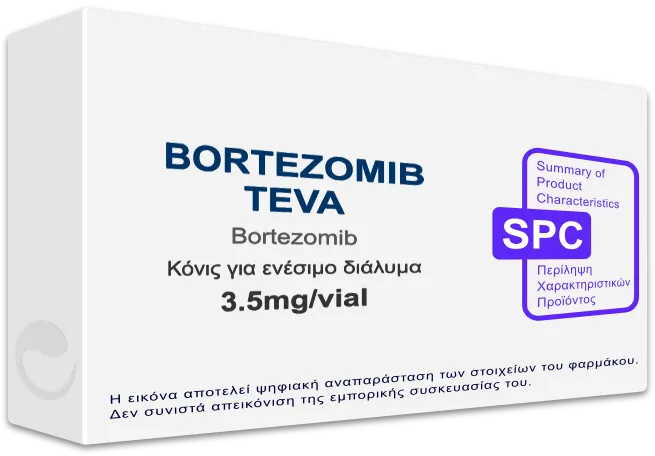 BORTEZOMIB
TEVA
Bortezomib
Κόνις για ενέσιμο διάλυμα
3.5mg/vial
Summary of
Product
Characteristics
SPC
Περίληψη
Χαρακτηριστικών
Προϊόντος
Η εικόνα αποτελεί ψηφιακή αναπαράσταση των στοιχείων του φαρμάκου.
Δεν συνιστά απεικόνιση της εμπορικής συσκευασίας του.